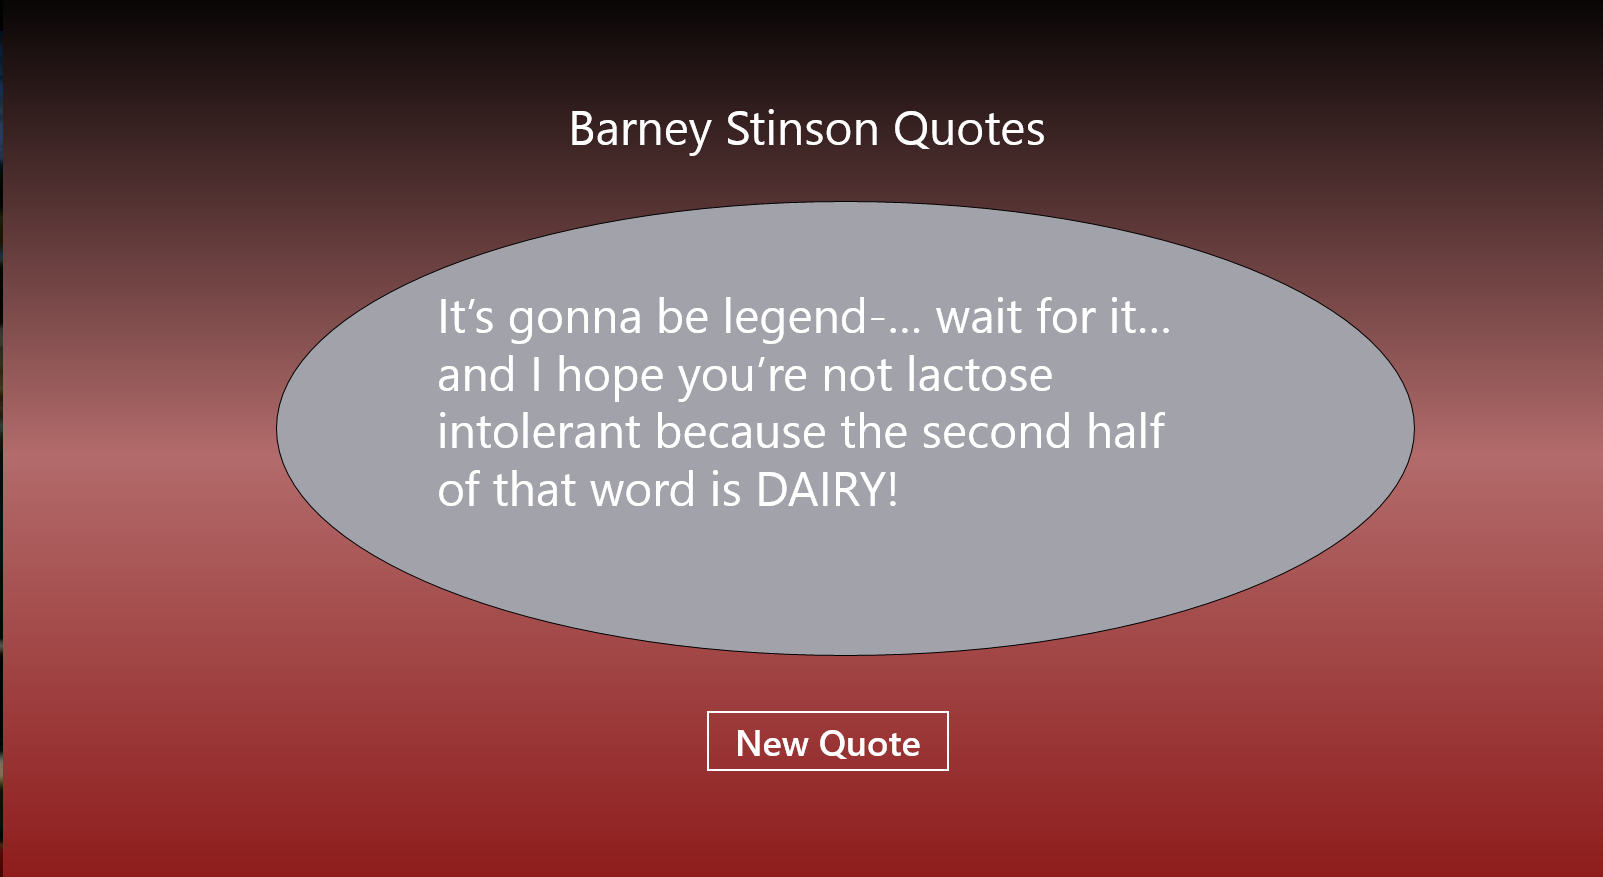 Barney Stinson Quotes
It’s gonna be legend-... wait for it...
and I hope you’re not lactose
intolerant because the second half
of that word is DAIRY!
New Quote